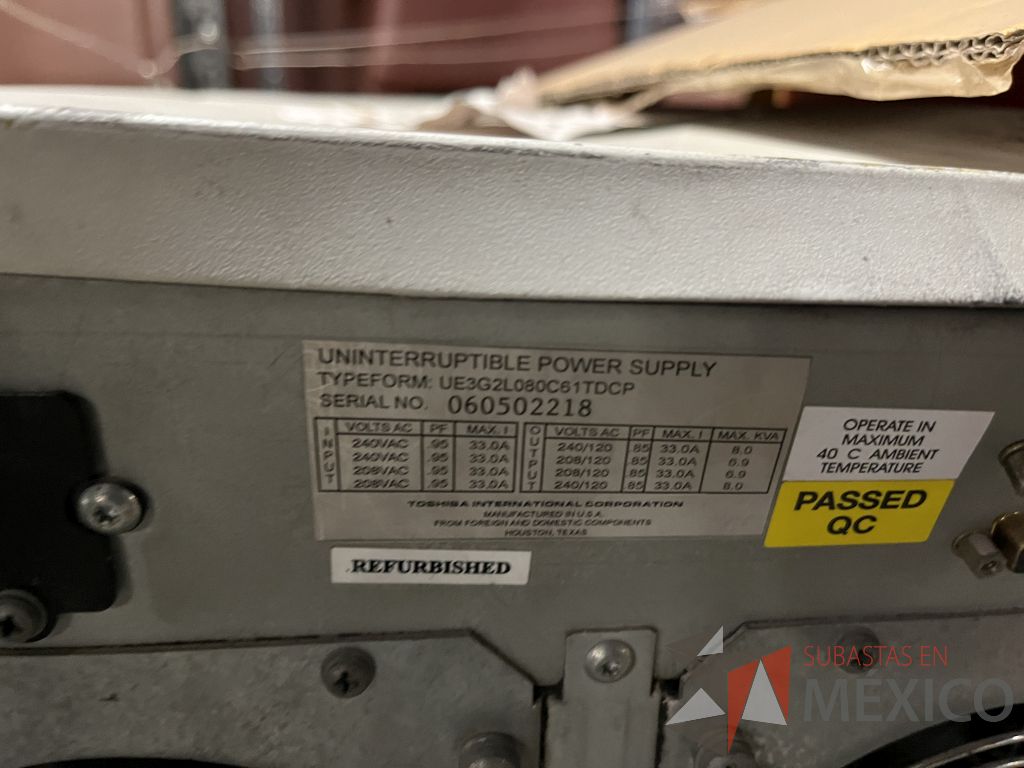 UNINTERRUPTIBLE POWER SUPPLY
TYPEFORM: UE3G2L080C61TDCP
SERIAL NO. 060502218
INPUT VOLTS AC PF MAX. I OUTPUT VOLTS AC PF MAX. I MAX. KVA
240VAC .95 33.0A 240/120 .85 33.0A 8.0
240VAC .95 33.0A 208/120 .85 33.0A 6.9
208VAC .95 33.0A 208/120 .85 33.0A 6.9
208VAC .95 33.0A 240/120 .85 33.0A 8.0
TOSHIBA INTERNATIONAL CORPORATION
MANUFACTURED IN U.S.A.
FROM FOREIGN AND DOMESTIC COMPONENTS
HOUSTON, TEXAS
REFURBISHED
OPERATE IN
MAXIMUM
40 C AMBIENT
TEMPERATURE
PASSED
QC
SUBASTAS EN
MÉXICO